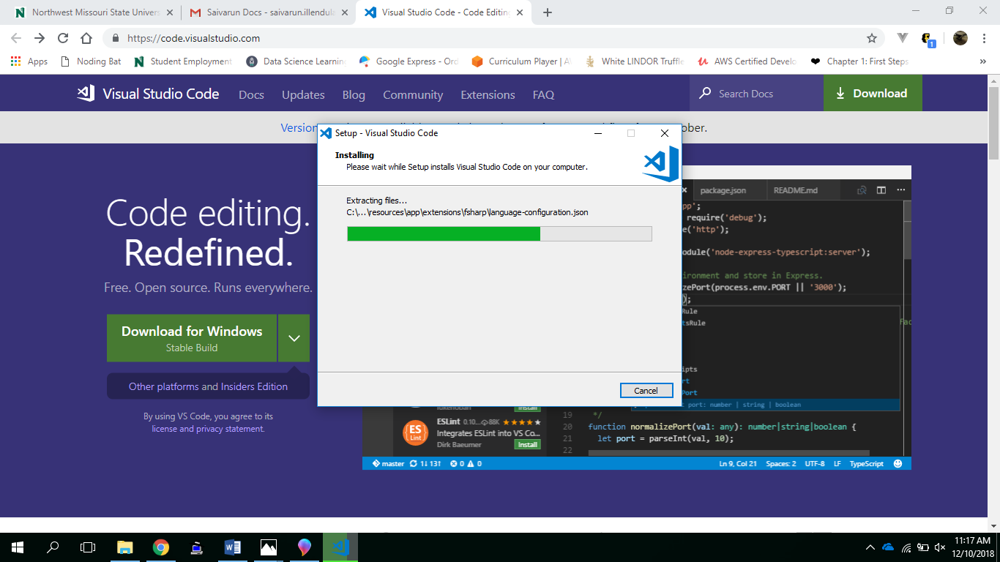 Northwest Missouri State Univers
Saivarun Docs - saivarun.illendula
Visual Studio Code - Code Editing
https://code.visualstudio.com
1
Apps
Noding Bat
Student Employment
Data Science Learning
Google Express - Ord
Curriculum Player | A
White LINDOR Truffle
AWS Certified Develo
Chapter 1: First Steps
»
Visual Studio Code
Docs
Updates
Blog
Community
Extensions
FAQ
Search Docs
Download
Version
ober.
Setup - Visual Studio Code
Installing
Please wait while Setup installs Visual Studio Code on your computer.
Extracting files...
C:\...\resources\app\extensions\fsharp\language-configuration.json
Cancel
Code editing.
Redefined.
Free. Open source. Runs everywhere.
Download for Windows
Stable Build
Other platforms and Insiders Edition
By using VS Code, you agree to its
license and privacy statement.
package.json
README.md
pp';
require('debug');
e('http');
odule('node-express-typescript:server');
ironment and store in Express.
zePort(process.env.PORT || '3000');
);
Rule
tsRule
ipts
rt
Port
port: number | string | boolean
Install
ES
Lint
ESLint 0.10... 88K
Integrates ESLint into VS Co...
Dirk Baeumer
Install
19 */
20 function normalizePort(val: any): number|string|boolean {
21 let port = parseInt(val, 10);
22
master
1↓ 13↑
0
0
Ln 9, Col 21
Spaces: 2
UTF-8
LF
TypeScript
11:17 AM
12/10/2018